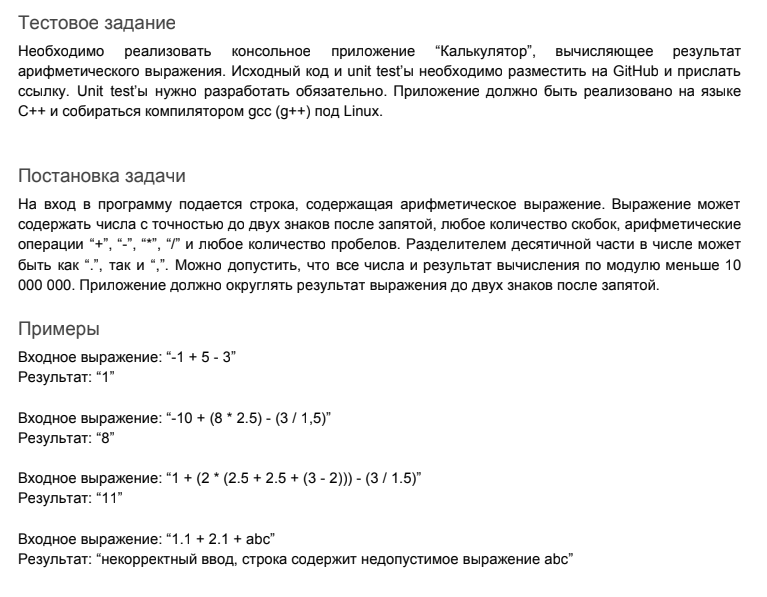 Тестовое задание
Необходимо реализовать консольное приложение “Калькулятор”, вычисляющее результат
арифметического выражения. Исходный код и unit test’ы необходимо разместить на GitHub и прислать
ссылку. Unit test’ы нужно разработать обязательно. Приложение должно быть реализовано на языке
C++ и собираться компилятором gcc (g++) под Linux.
Постановка задачи
На вход в программу подается строка, содержащая арифметическое выражение. Выражение может
содержать числа с точностью до двух знаков после запятой, любое количество скобок, арифметические
операции “+”, “-”, “*”, “/” и любое количество пробелов. Разделителем десятичной части в числе может
быть как “.”, так и “,”. Можно допустить, что все числа и результат вычисления по модулю меньше 10
000 000. Приложение должно округлять результат выражения до двух знаков после запятой.
Примеры
Входное выражение: “-1 + 5 - 3”
Результат: “1”
Входное выражение: “-10 + (8 * 2.5) - (3 / 1,5)”
Результат: “8”
Входное выражение: “1 + (2 * (2.5 + 2.5 + (3 - 2))) - (3 / 1.5)”
Результат: “11”
Входное выражение: “1.1 + 2.1 + abc”
Результат: “некорректный ввод, строка содержит недопустимое выражение abc”